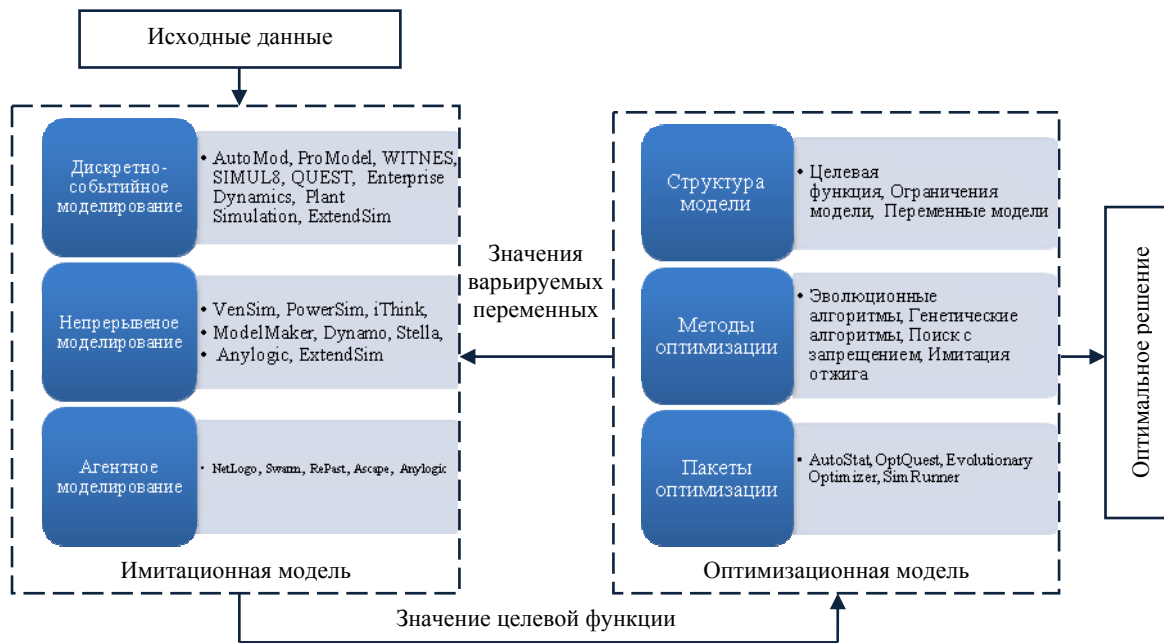 Исходные данные
Дискретно-
событийное
моделирование
• AutoMod, ProModel, WITNES,
SIMUL8, QUEST, Enterprise
Dynamics, Plant
Simulation, ExtendSim
Непрерывеное
моделирование
• VenSim, PowerSim, iThink,
• ModelMaker, Dynamo, Stella,
• Anylogic, ExtendSim
Агентное
моделирование
• NetLogo, Swarm, RePast, Ascape, Anylogic
Имитационная модель
Значения
варьируемых
переменных
Структура
модели
• Целевая
функция, Ограничения
модели, Переменные модели
Методы
оптимизации
• Эволюционные
алгоритмы, Генетические
алгоритмы, Поиск с
запрещением, Имитация
отжига
Пакеты
оптимизации
• AutoStat, OptQuest, Evolutionary
Optimizer, SimRunner
Оптимизационная модель
Оптимальное решение
Значение целевой функции